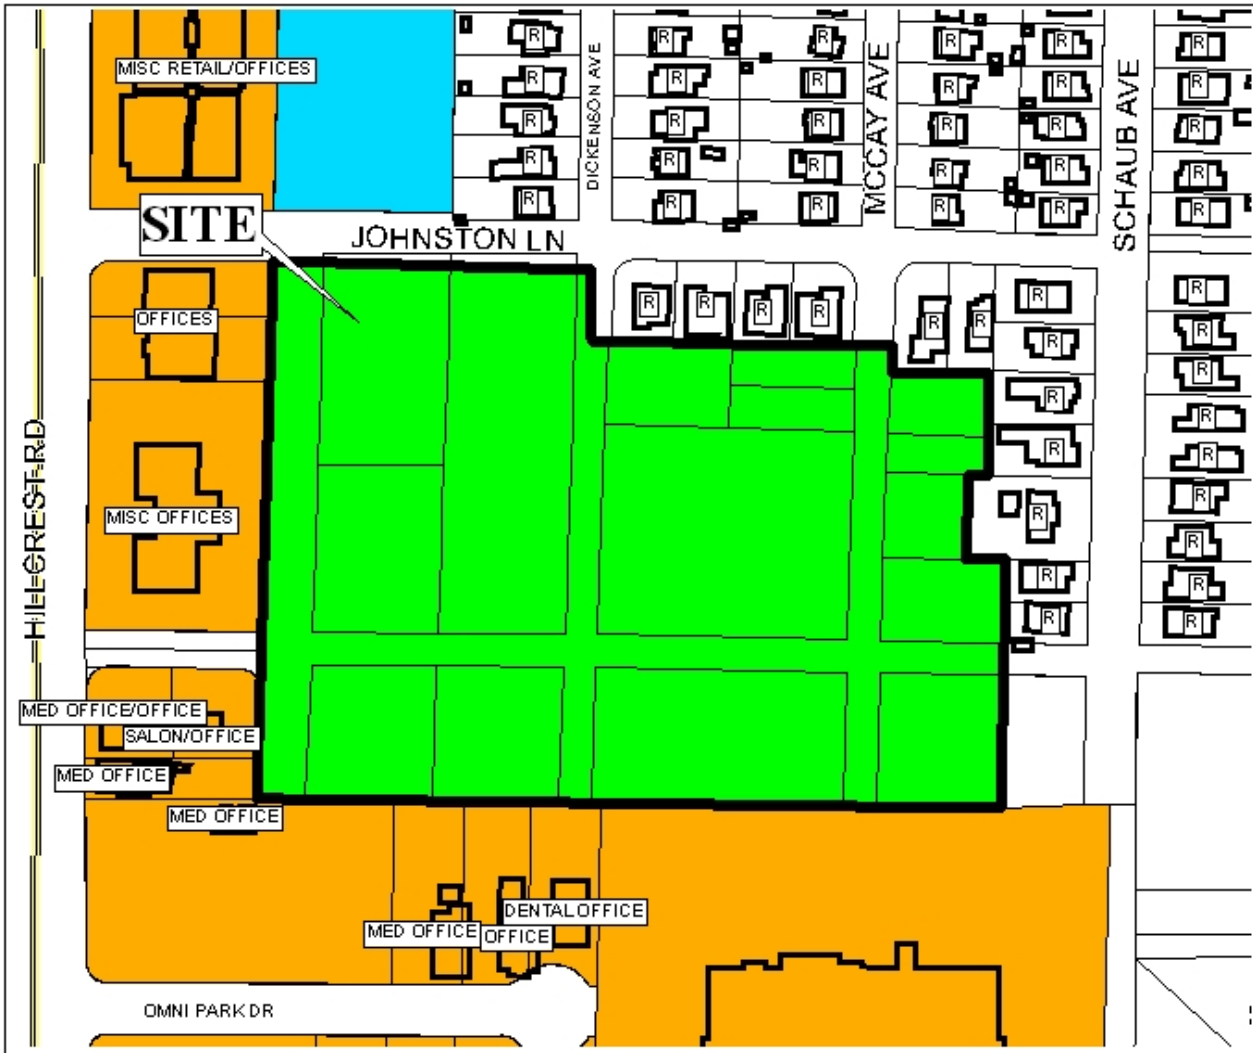 R
R
R
R
R
R
MISC RETAIL/OFFICES
R
R
R
R
R
R
R
R
R
R
R
R
DICKENSON AVE
MCCAY AVE
SCHAUB AVE
R
R
R
R
R
R
R
R
R
R
R
R
SITE
JOHNSTON LN
R
R
R
R
R
R
R
R
OFFICES
R
R
R
R
R
R
R
R
HILLCREST RD
MISC OFFICES
R
R
R
R
R
R
R
MED OFFICE/OFFICE
SALON/OFFICE
MED OFFICE
MED OFFICE
DENTAL OFFICE
MED OFFICE
OFFICE
OMNI PARK DR